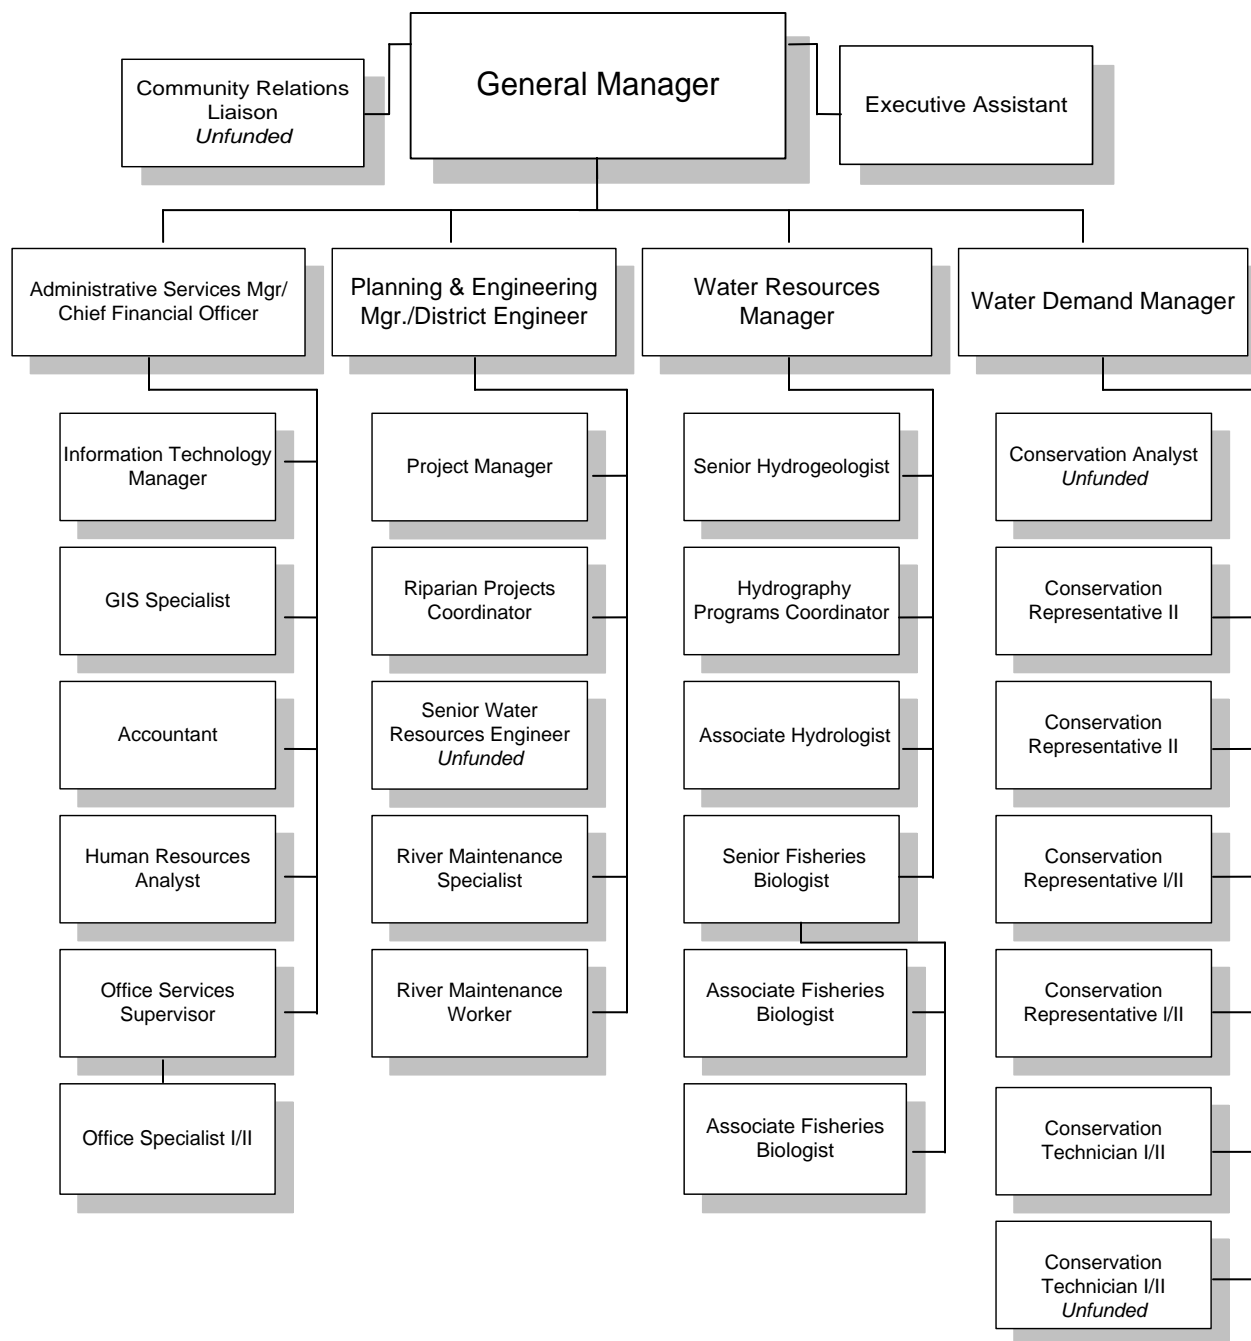 General Manager
Community Relations
Liaison
Unfunded
Executive Assistant
Administrative Services Mgr/
Chief Financial Officer
Planning & Engineering
Mgr./District Engineer
Water Resources
Manager
Water Demand Manager
Information Technology
Manager
GIS Specialist
Accountant
Human Resources
Analyst
Office Services
Supervisor
Office Specialist I/II
Project Manager
Riparian Projects
Coordinator
Senior Water
Resources Engineer
Unfunded
River Maintenance
Specialist
River Maintenance
Worker
Senior Hydrogeologist
Hydrography
Programs Coordinator
Associate Hydrologist
Senior Fisheries
Biologist
Associate Fisheries
Biologist
Associate Fisheries
Biologist
Conservation Analyst
Unfunded
Conservation
Representative II
Conservation
Representative II
Conservation
Representative I/II
Conservation
Representative I/II
Conservation
Technician I/II
Conservation
Technician I/II
Unfunded